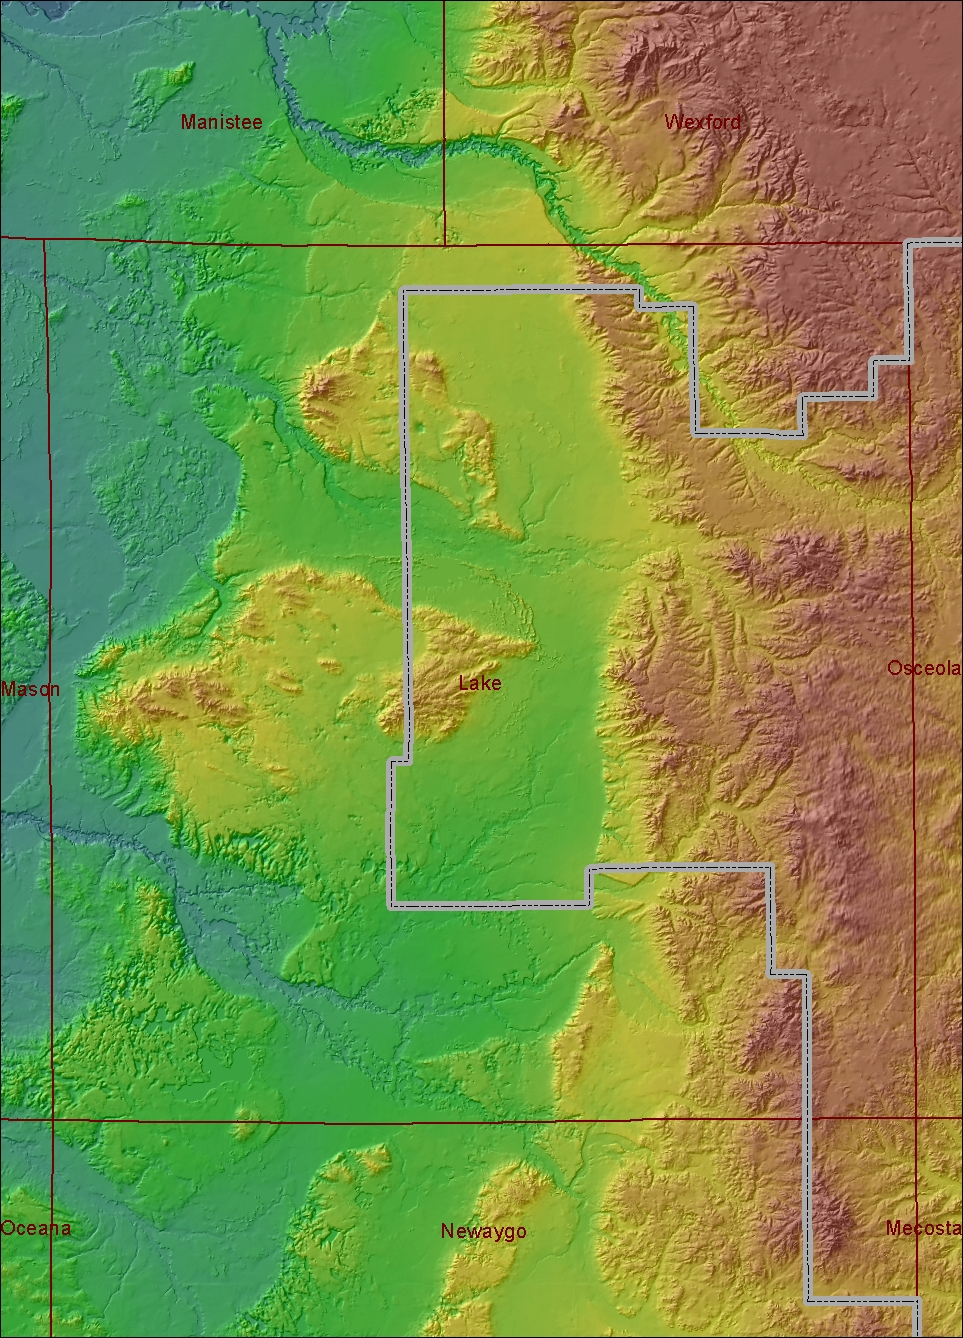 Manistee
Wexford
Osceola
Lake
Mason
Oceana
Newaygo
Mecosta